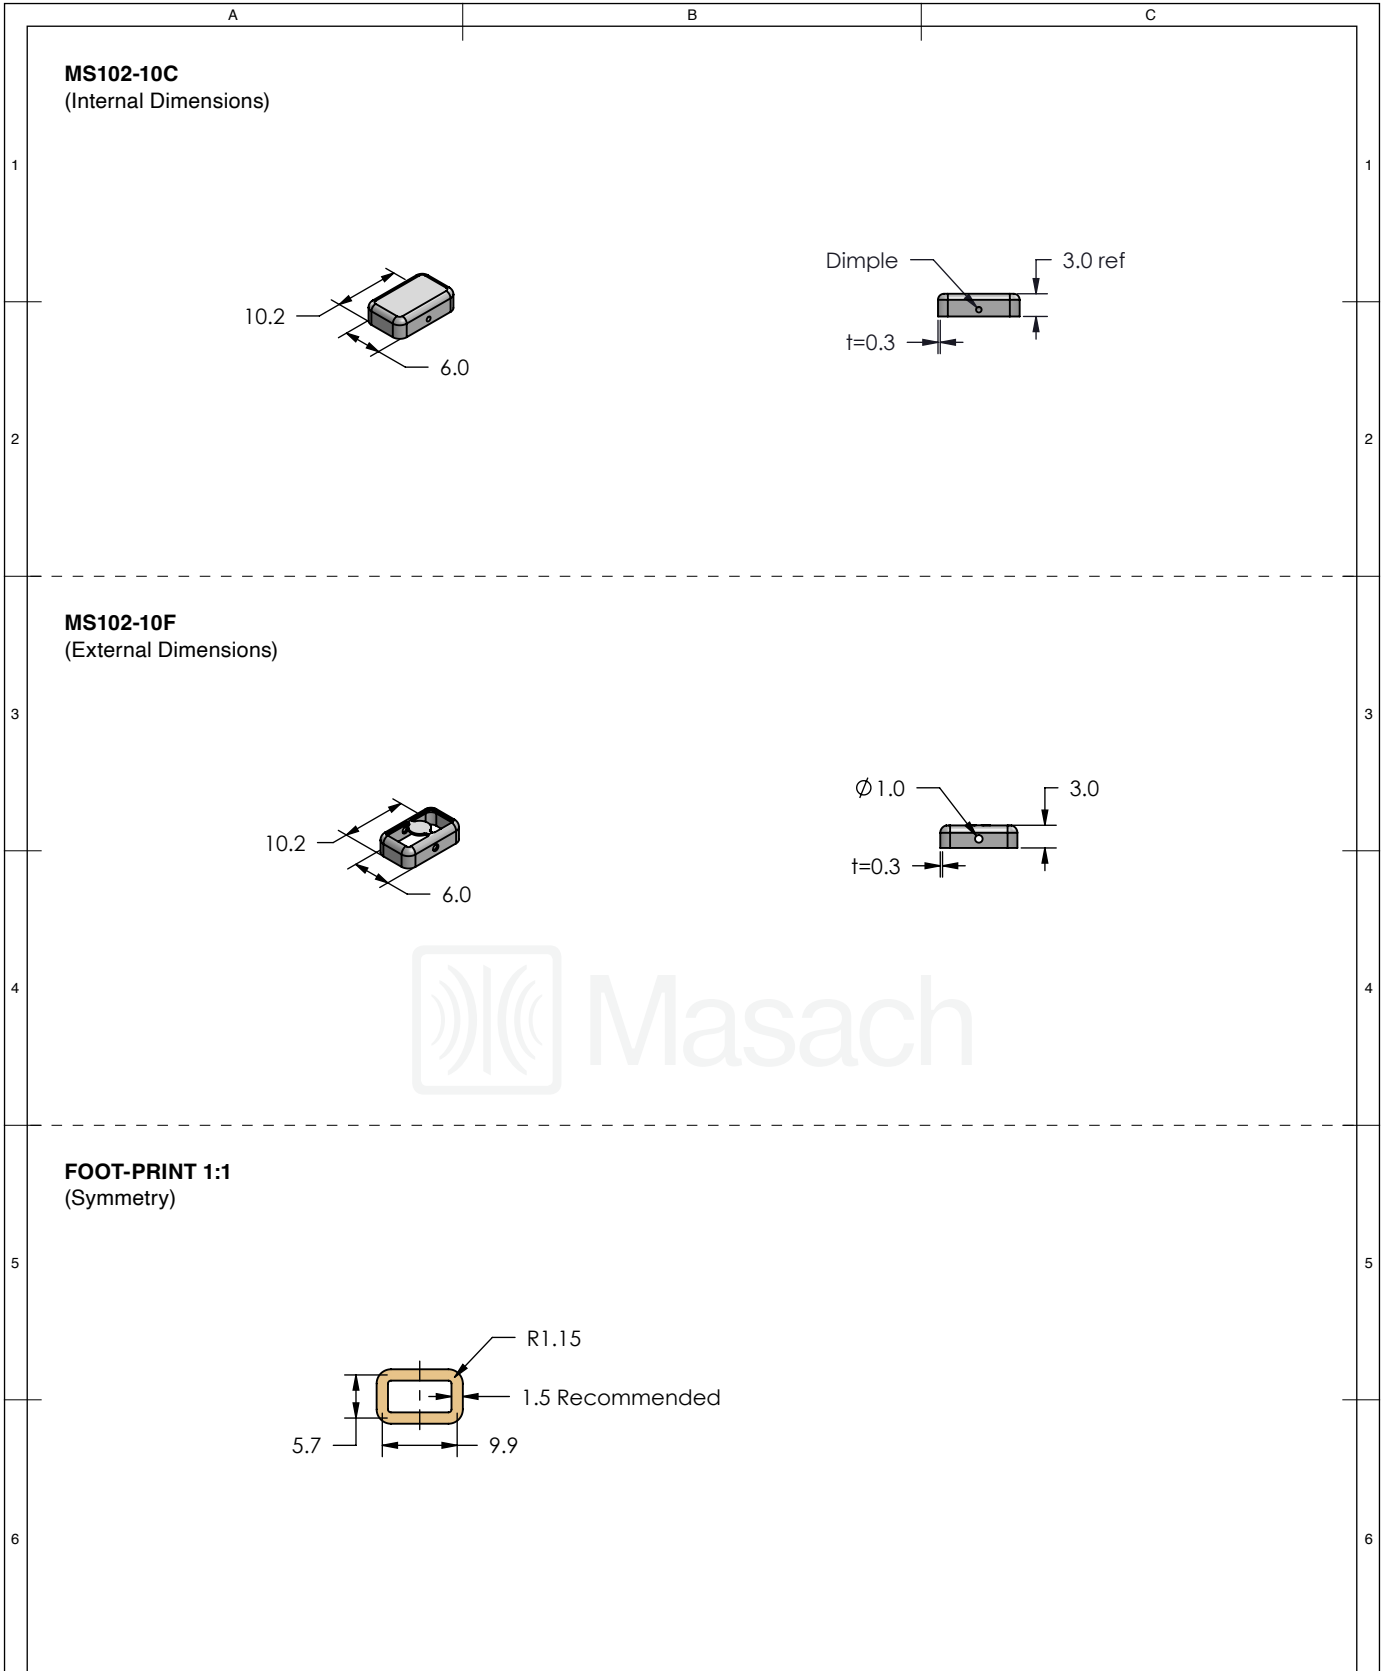 A B C
MS102-10C
(Internal Dimensions)
1 1
Dimple 3.0 ref
10.2
t=0.3
6.0
2 2
MS102-10F
(External Dimensions)
3 3
Ø1.0 3.0
10.2
t=0.3
6.0
Masach
4 4
FOOT-PRINT 1:1
(Symmetry)
5 5
R1.15
1.5 Recommended
5.7 9.9
6 6